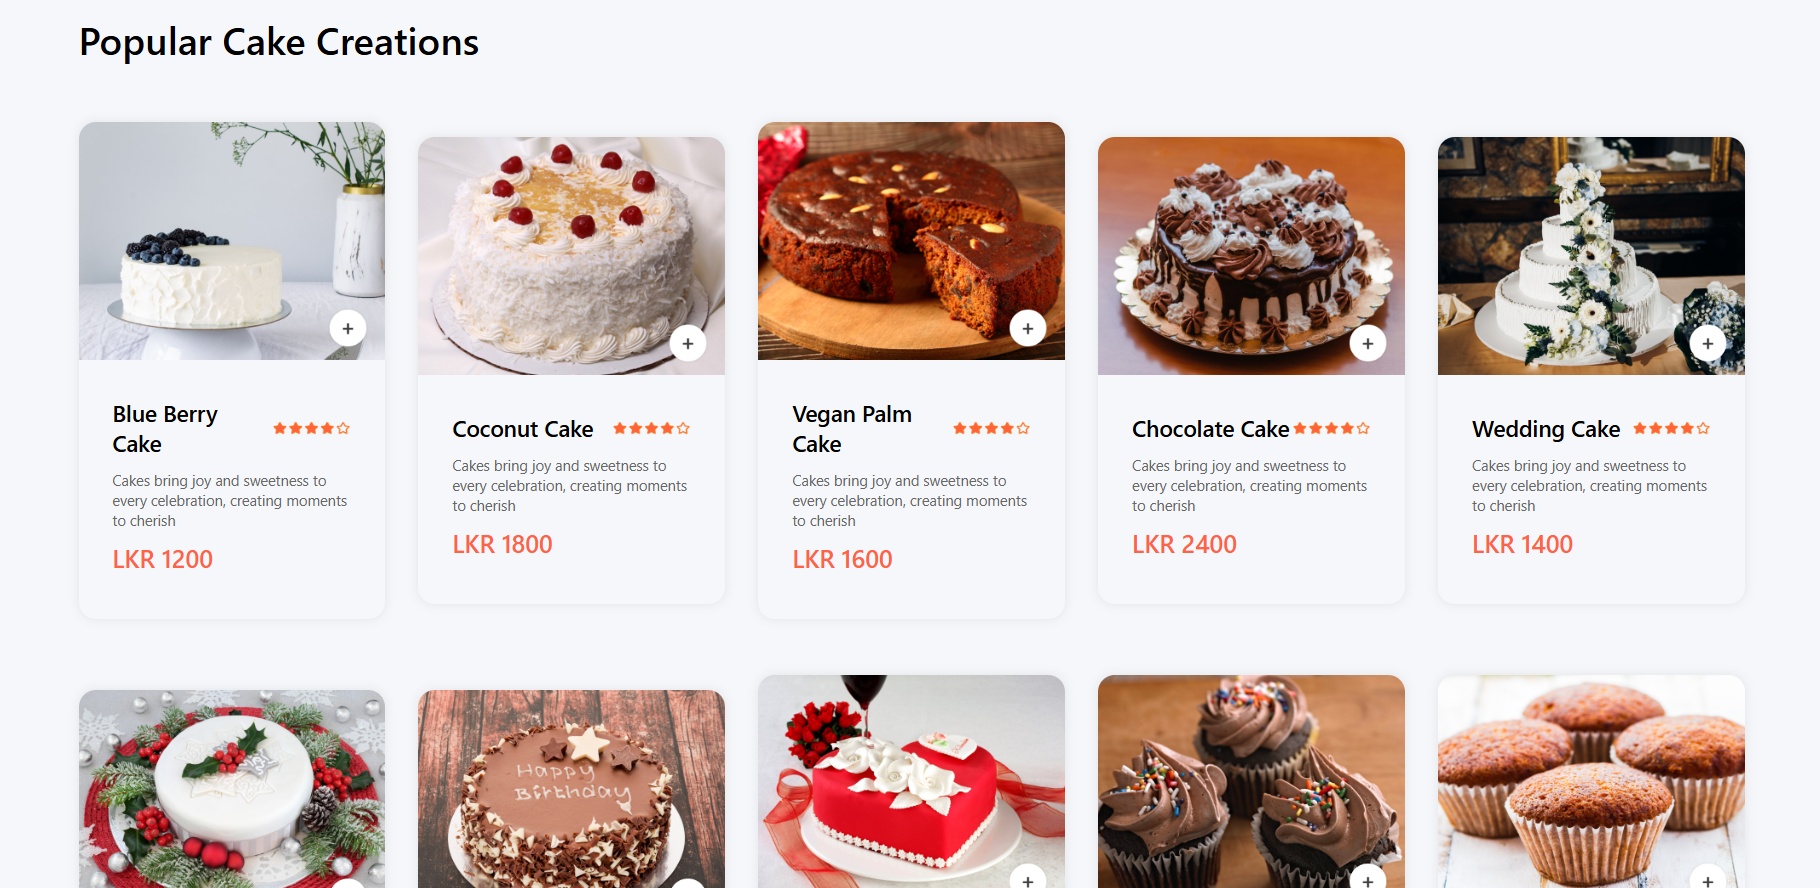 Popular Cake Creations
Blue Berry
Cake
Cakes bring joy and sweetness to
every celebration, creating moments
to cherish
LKR 1200
Coconut Cake
Cakes bring joy and sweetness to
every celebration, creating moments
to cherish
LKR 1800
Vegan Palm
Cake
Cakes bring joy and sweetness to
every celebration, creating moments
to cherish
LKR 1600
Chocolate Cake
Cakes bring joy and sweetness to
every celebration, creating moments
to cherish
LKR 2400
Wedding Cake
Cakes bring joy and sweetness to
every celebration, creating moments
to cherish
LKR 1400
Joy
Happy
Birthday